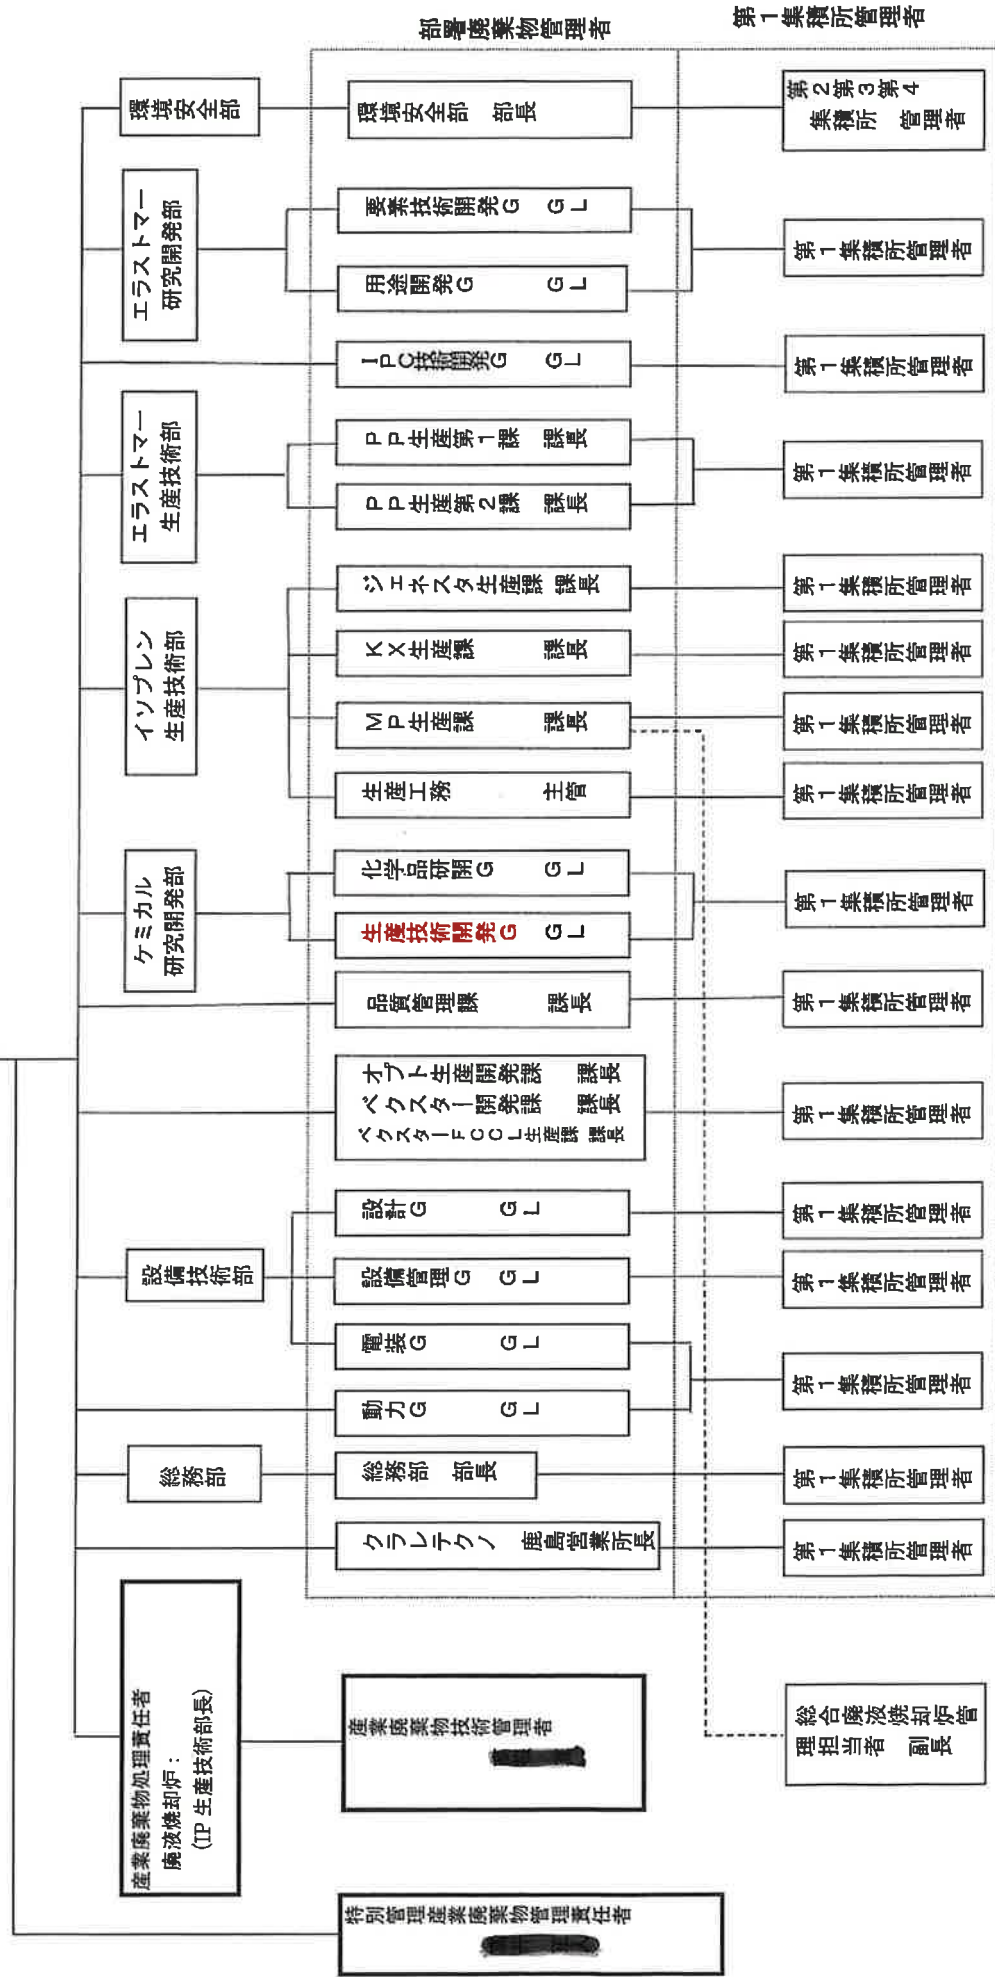 部署廃棄物管理者
第1集積所管理者
環境安全部
環境安全部 部長
第2第3第4
集積所 管理者
エラストマー
研究開発部
要素技術開発G GL
用途開発G GL
第1集積所管理者
IPC技術開発G GL
第1集積所管理者
エラストマー
生産技術部
PP生産第1課 課長
PP生産第2課 課長
第1集積所管理者
イソプレン
生産技術部
ジェネスタ生産課 課長
第1集積所管理者
KX生産課 課長
第1集積所管理者
MP生産課 課長
第1集積所管理者
生産工務 主管
第1集積所管理者
ケミカル
研究開発部
化学品研開G GL
生産技術開発G GL
第1集積所管理者
品質管理課 課長
第1集積所管理者
オプト生産開発課 課長
ベクスター開発課 課長
ベクスターFCCL生産課 課長
第1集積所管理者
設備技術部
設計G GL
第1集積所管理者
設備管理G GL
第1集積所管理者
電装G GL
動力G GL
第1集積所管理者
総務部
総務部 部長
第1集積所管理者
クラレテクノ 鹿島営業所長
第1集積所管理者
産業廃棄物処理責任者
廃液焼却炉：
(IP生産技術部長)
産業廃棄物技術管理者
総合廃液焼却炉管
理担当者 副長
特別管理産業廃棄物管理責任者